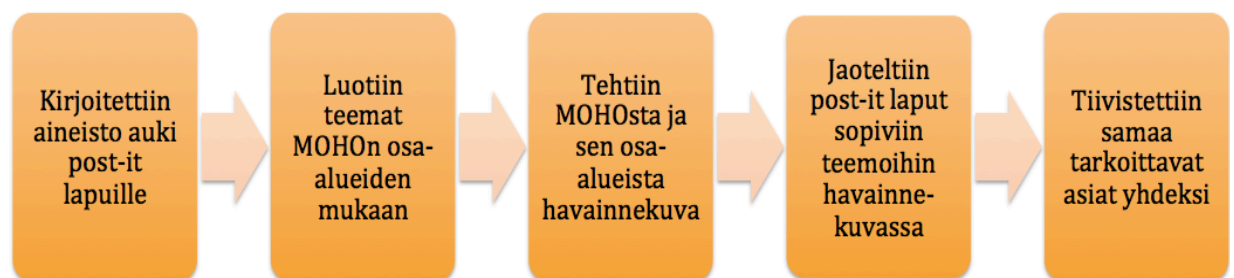 Kirjoitettiin
aineisto auki
post-it
lapuille
Luotiin
teemat
MOHOn osa-
alueiden
mukaan
Tehtiin
MOHOsta ja
sen osa-
alueista
havainnekuva
Jaoteltiin
post-it laput
sopiviin
teemoihin
havainne-
kuvassa
Tiivistettiin
samaa
tarkoittavat
asiat yhdeksi